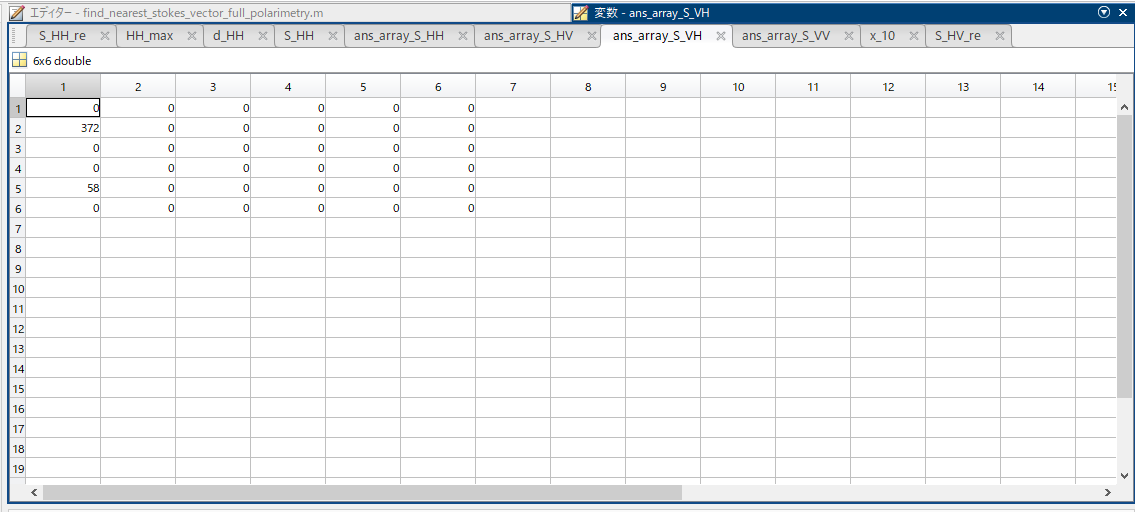 エディター - find_nearest_stokes_vector_full_polarimetry.m
変数 - ans_array_S_VH
S_HH_re HH_max d_HH S_HH ans_array_S_HH ans_array_S_HV ans_array_S_VH ans_array_S_VV x_10 S_HV_re
6x6 double
1 2 3 4 5 6 7 8 9 10 11 12 13 14 15
1 0 0 0 0 0 0
2 372 0 0 0 0 0
3 0 0 0 0 0 0
4 0 0 0 0 0 0
5 58 0 0 0 0 0
6 0 0 0 0 0 0
7
8
9
10
11
12
13
14
15
16
17
18
19